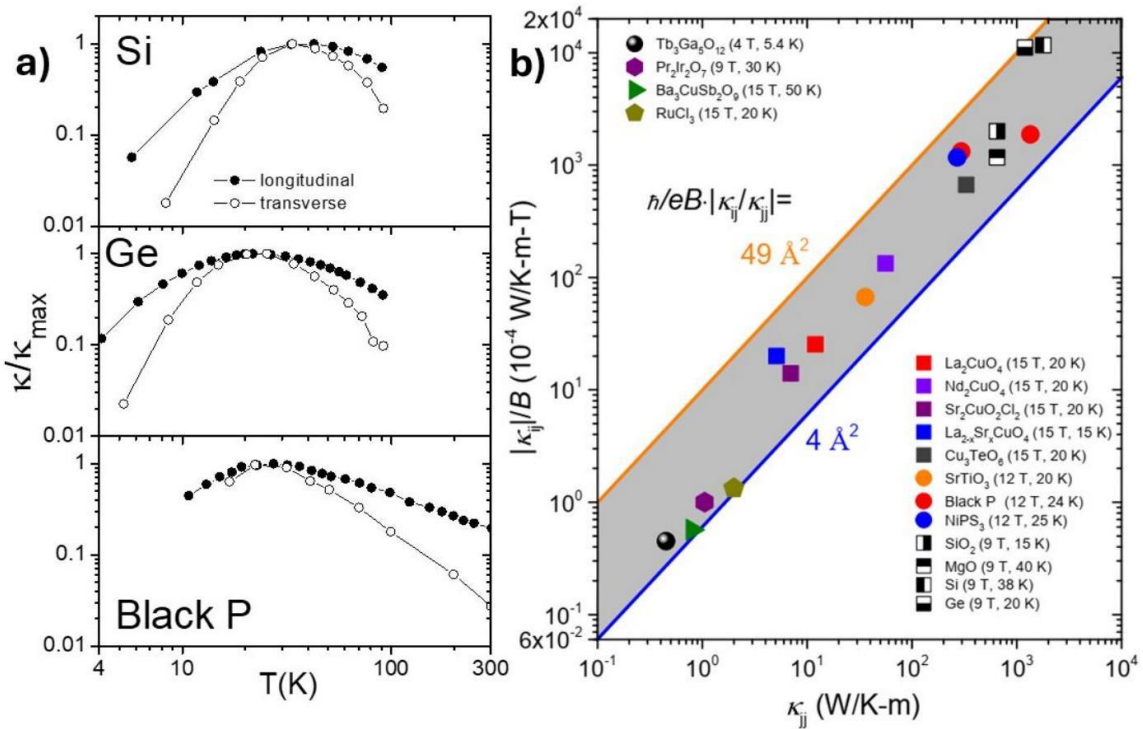 a)
Si
1
0.1
0.01
longitudinal
transverse
Ge
1
0.1
0.01
Black P
1
0.1
0.01
κ/κmax
4 10 100 300
T(K)
b)
2x10⁴
10⁴
10³
10²
10¹
10⁰
10⁻¹
6x10⁻²
|κij|/B (10⁻⁴ W/K-m-T)
Tb₃Ga₅O₁₂ (4 T, 5.4 K)
Pr₂Ir₂O₇ (9 T, 30 K)
Ba₃CuSb₂O₉ (15 T, 50 K)
RuCl₃ (15 T, 20 K)
ℏ/eB·|κij/κjj|=
49 Å²
4 Å²
La₂CuO₄ (15 T, 20 K)
Nd₂CuO₄ (15 T, 20 K)
Sr₂CuO₂Cl₂ (15 T, 20 K)
La₂₋ₓSrₓCuO₄ (15 T, 15 K)
Cu₃TeO₆ (15 T, 20 K)
SrTiO₃ (12 T, 20 K)
Black P (12 T, 24 K)
NiPS₃ (12 T, 25 K)
SiO₂ (9 T, 15 K)
MgO (9 T, 40 K)
Si (9 T, 38 K)
Ge (9 T, 20 K)
10⁻¹ 10⁰ 10¹ 10² 10³ 10⁴
κjj (W/K-m)